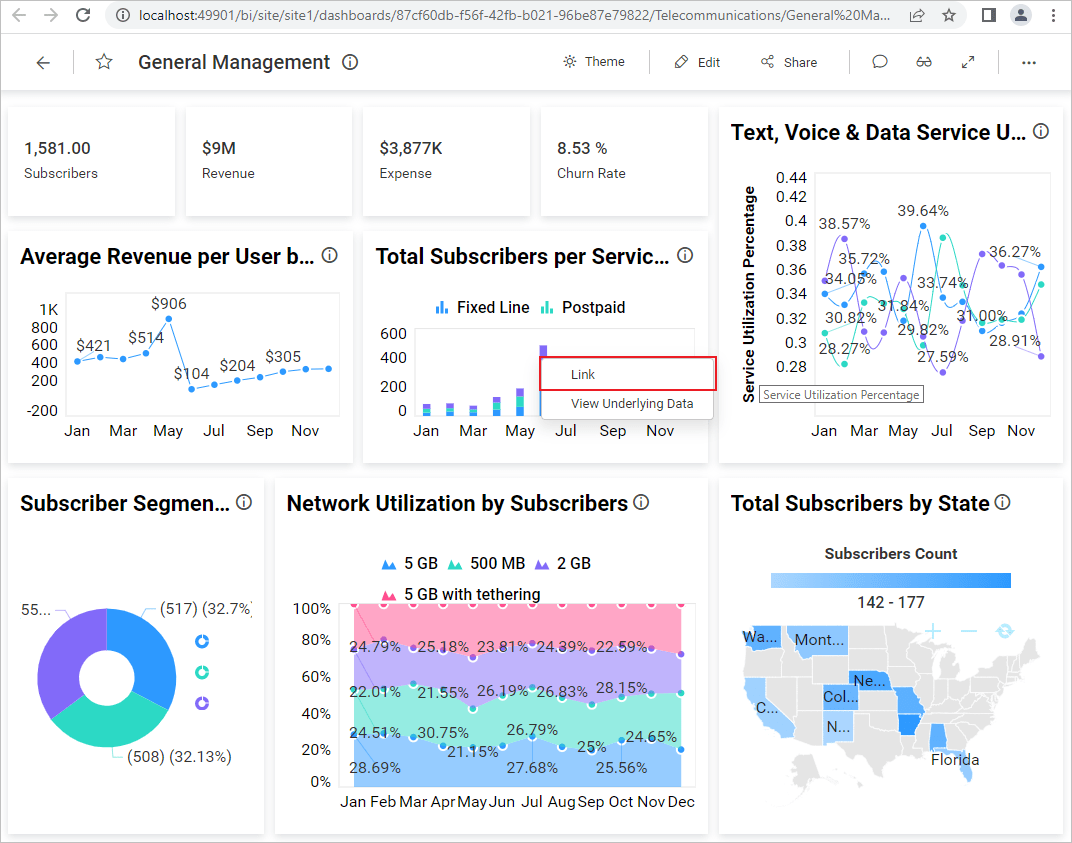 localhost:49901/bi/site/site1/dashboards/87cf60db-f56f-42fb-b021-96be87e79822/Telecommunications/General%20Ma...
General Management
Theme
Edit
Share
1,581.00
Subscribers
$9M
Revenue
$3,877K
Expense
8.53 %
Churn Rate
Text, Voice & Data Service U...
Service Utilization Percentage
0.44
0.42
0.4
0.38
0.36
0.34
0.32
0.3
0.28
39.64%
38.57%
36.27%
35.72%
34.05%
33.74%
31.84%
31.00%
30.82%
29.82%
28.91%
28.27%
27.59%
Service Utilization Percentage
Jan Mar May Jul Sep Nov
Average Revenue per User b...
1K
800
600
400
200
-200
$906
$514
$421
$305
$204
$104
Jan Mar May Jul Sep Nov
Total Subscribers per Servic...
Fixed Line Postpaid
600
400
200
0
Link
View Underlying Data
Jan Mar May Jul Sep Nov
Subscriber Segmen...
55...
(517) (32.7%)
(508) (32.13%)
Network Utilization by Subscribers
5 GB 500 MB 2 GB
5 GB with tethering
100%
80%
60%
40%
20%
0%
24.79% 25.18% 23.81% 24.39% 22.59%
22.01% 21.55% 26.19% 26.83% 28.15%
24.51% 30.75% 26.79% 24.65%
21.15% 25%
28.69% 27.68% 25.56%
Jan Feb Mar Apr May Jun Jul Aug Sep Oct Nov Dec
Total Subscribers by State
Subscribers Count
142 - 177
Wa...
Mont...
Ne...
Col...
C...
N...
Florida